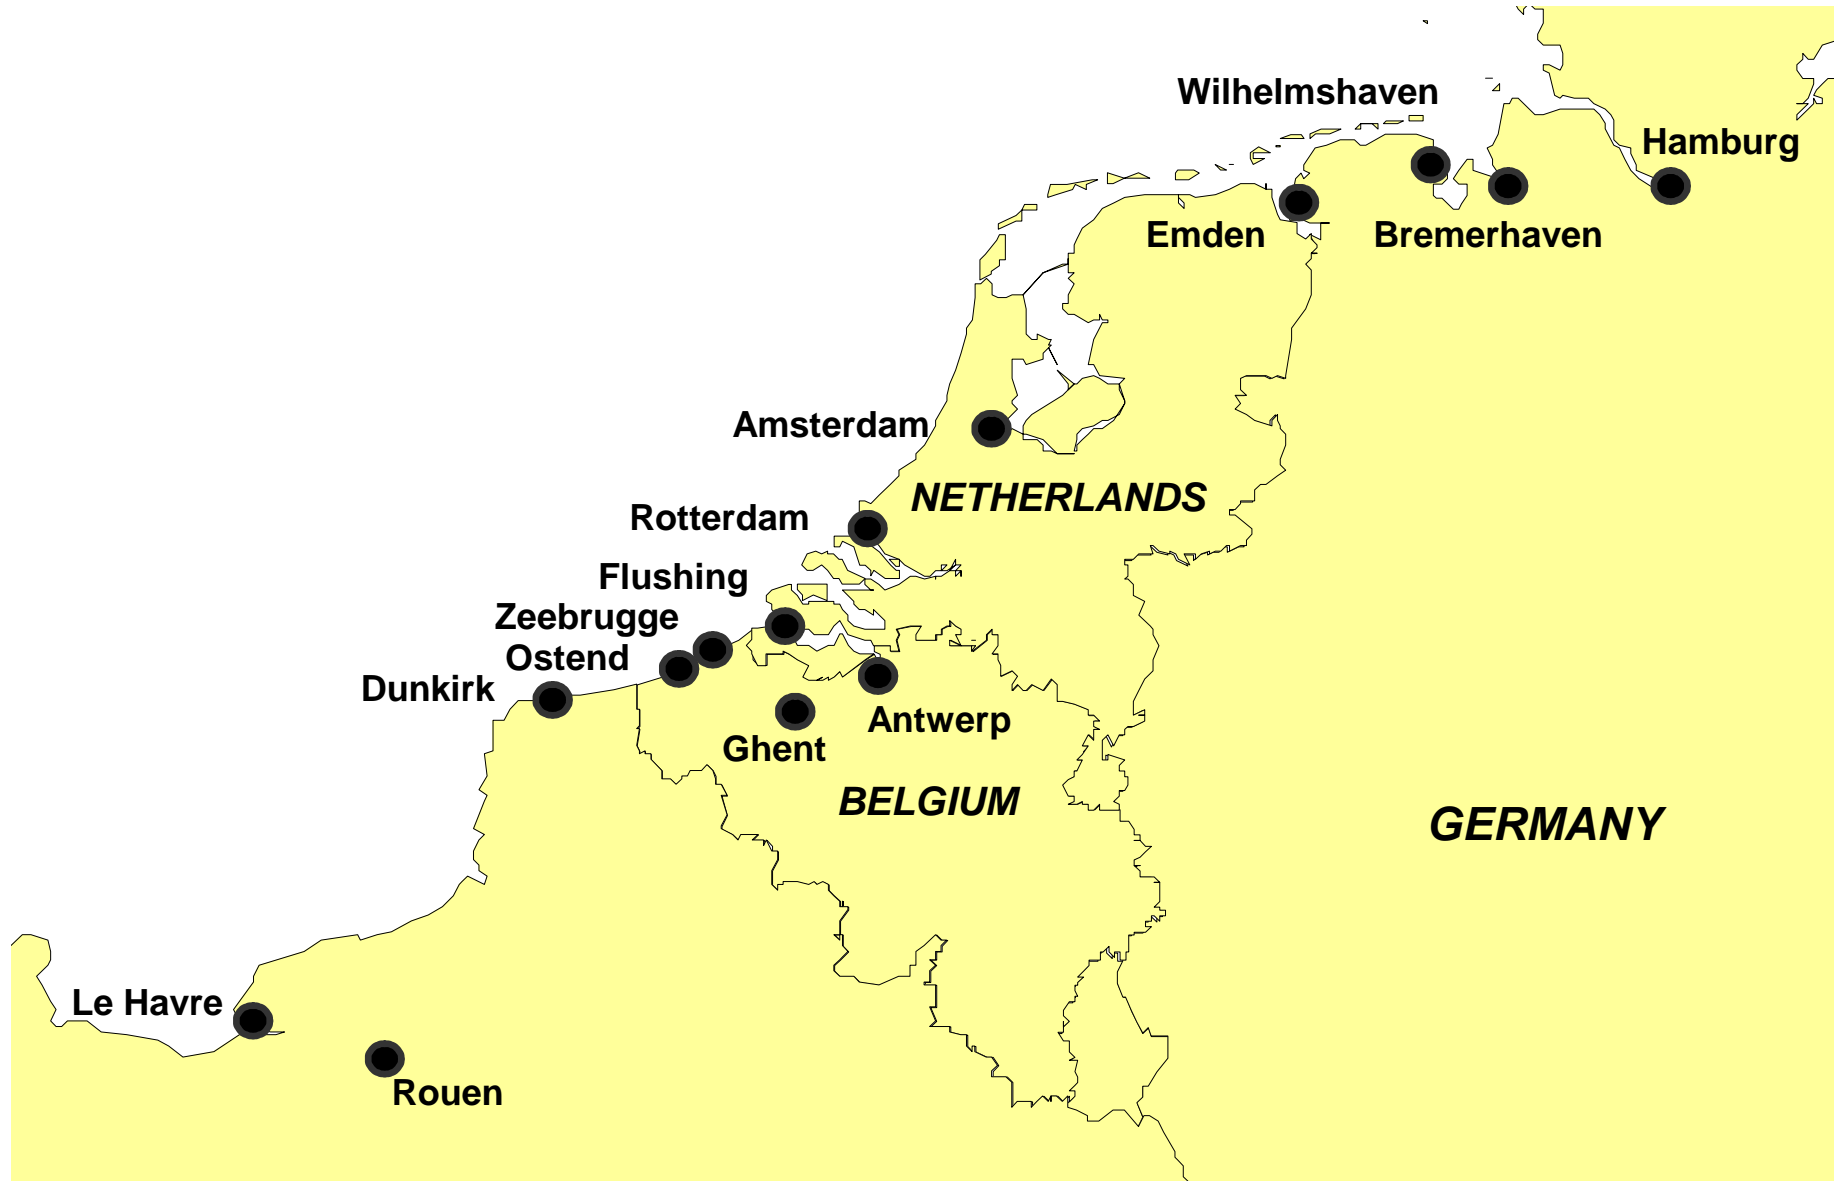 Wilhelmshaven
Hamburg
Emden
Bremerhaven
Amsterdam
NETHERLANDS
Rotterdam
Flushing
Zeebrugge
Ostend
Dunkirk
Antwerp
Ghent
BELGIUM
GERMANY
Le Havre
Rouen